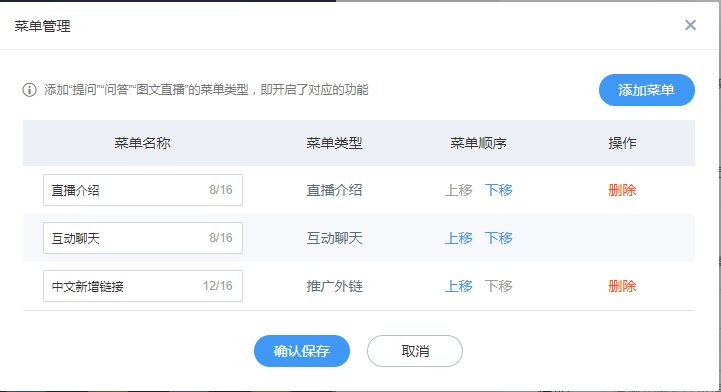 菜单管理
添加“提问”“问答”“图文直播”的菜单类型，即开启了对应的功能
添加菜单
菜单名称 菜单类型 菜单顺序 操作
直播介绍 8/16 直播介绍 上移 下移 删除
互动聊天 8/16 互动聊天 上移 下移
中文新增链接 12/16 推广外链 上移 下移 删除
确认保存 取消